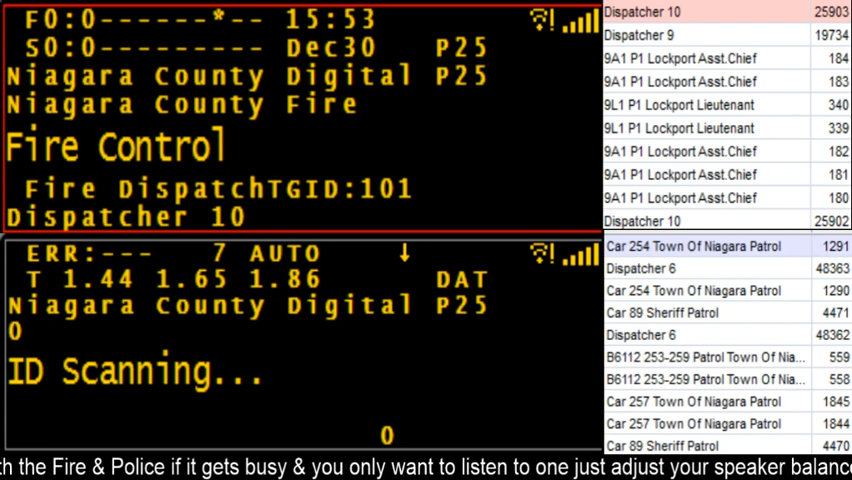 F0:0------*-- 15:53
S0:0--------- Dec30 P25
Niagara County Digital P25
Niagara County Fire
Fire Control
Fire DispatchTGID:101
Dispatcher 10
Dispatcher 10 25903
Dispatcher 9 19734
9A1 P1 Lockport Asst.Chief 184
9A1 P1 Lockport Asst.Chief 183
9L1 P1 Lockport Lieutenant 340
9L1 P1 Lockport Lieutenant 339
9A1 P1 Lockport Asst.Chief 182
9A1 P1 Lockport Asst.Chief 181
9A1 P1 Lockport Asst.Chief 180
Dispatcher 10 25902
ERR:--- 7 AUTO ↓
T 1.44 1.65 1.86 DAT
Niagara County Digital P25
0
ID Scanning...
0
Car 254 Town Of Niagara Patrol 1291
Dispatcher 6 48363
Car 254 Town Of Niagara Patrol 1290
Car 89 Sheriff Patrol 4471
Dispatcher 6 48362
B6112 253-259 Patrol Town Of Nia... 559
B6112 253-259 Patrol Town Of Nia... 558
Car 257 Town Of Niagara Patrol 1845
Car 257 Town Of Niagara Patrol 1844
Car 89 Sheriff Patrol 4470
th the Fire & Police if it gets busy & you only want to listen to one just adjust your speaker balance